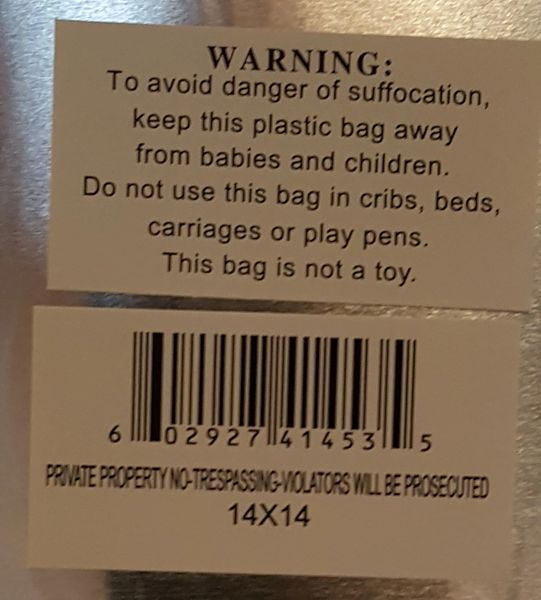 WARNING:
To avoid danger of suffocation,
keep this plastic bag away
from babies and children.
Do not use this bag in cribs, beds,
carriages or play pens.
This bag is not a toy.
6 02927 41453 5
PRIVATE PROPERTY NO-TRESPASSING-VIOLATORS WILL BE PROSECUTED
14X14